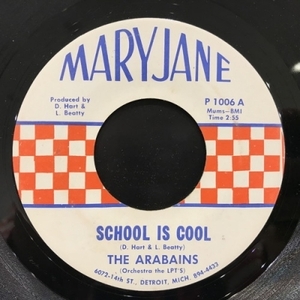 MARYJANE
Produced by
D. Hart &
L. Beatty
P 1006 A
Mums-BMI
Time 2:55
SCHOOL IS COOL
(D. Hart & L. Beatty)
THE ARABAINS
(Orchestra the LPT'S)
6072-14th ST., DETROIT, MICH. 894-4433